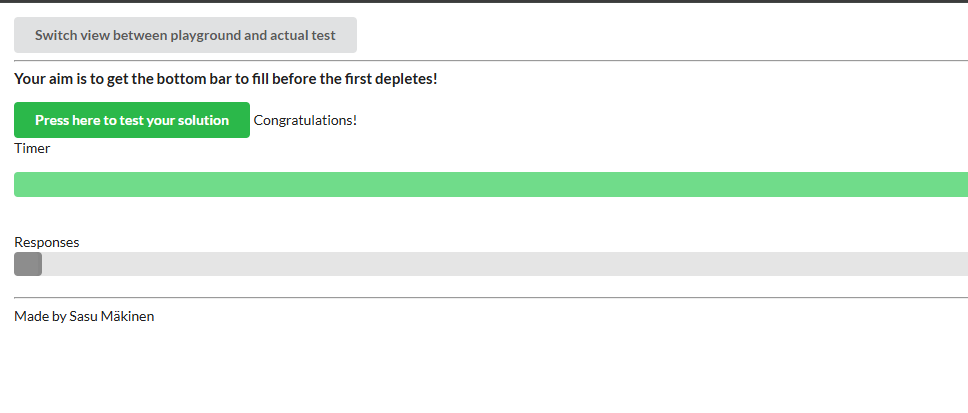 Switch view between playground and actual test
Your aim is to get the bottom bar to fill before the first depletes!
Press here to test your solution Congratulations!
Timer
Responses
Made by Sasu Mäkinen